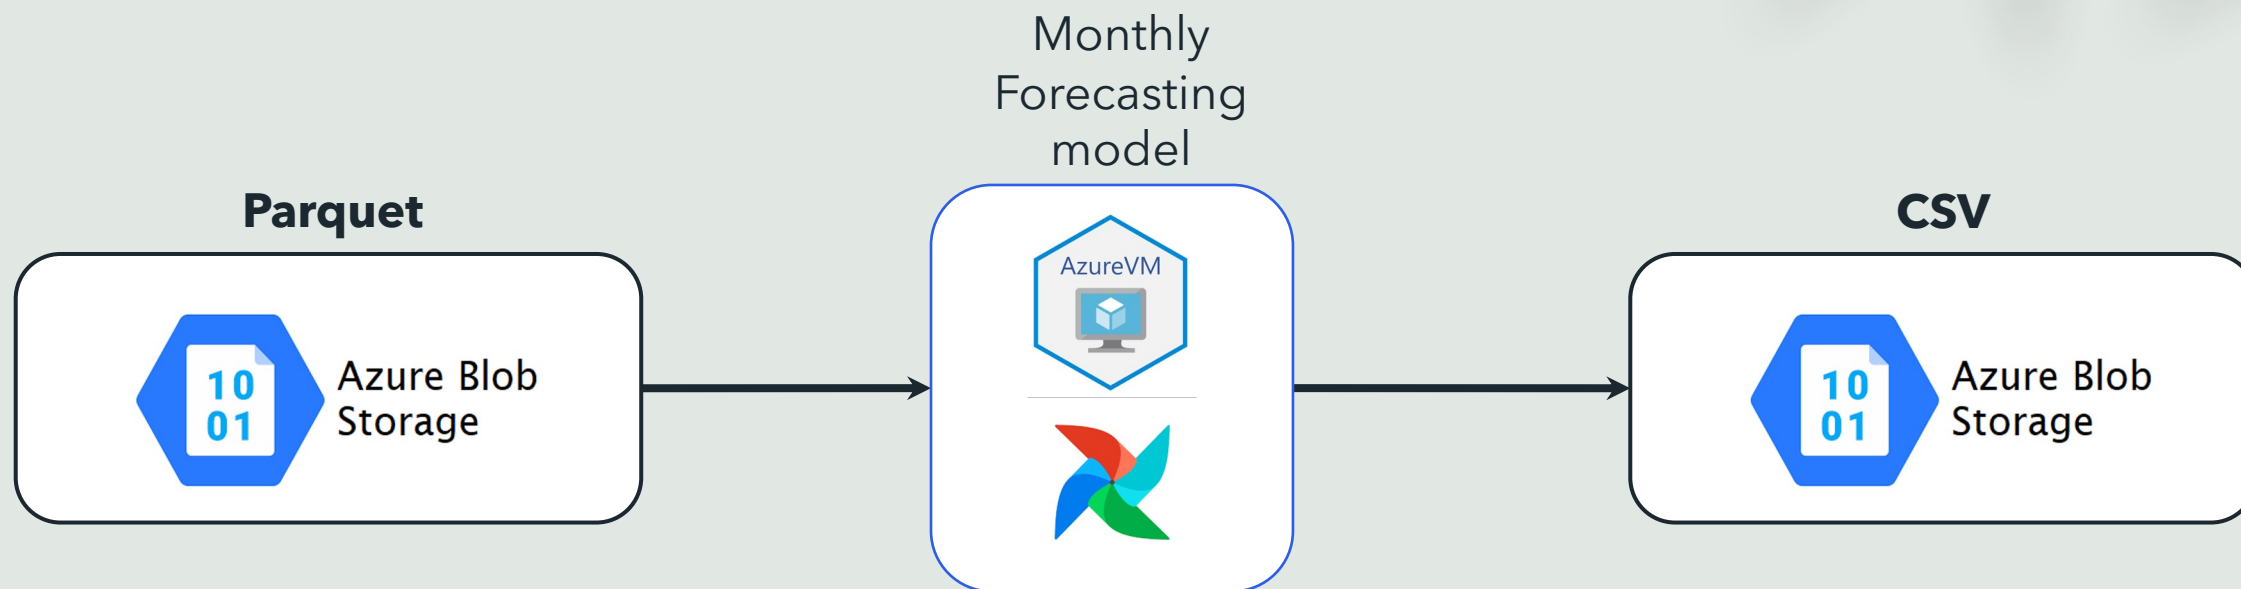 Monthly
Forecasting
model
Parquet
CSV
AzureVM
10
01
Azure Blob
Storage
10
01
Azure Blob
Storage